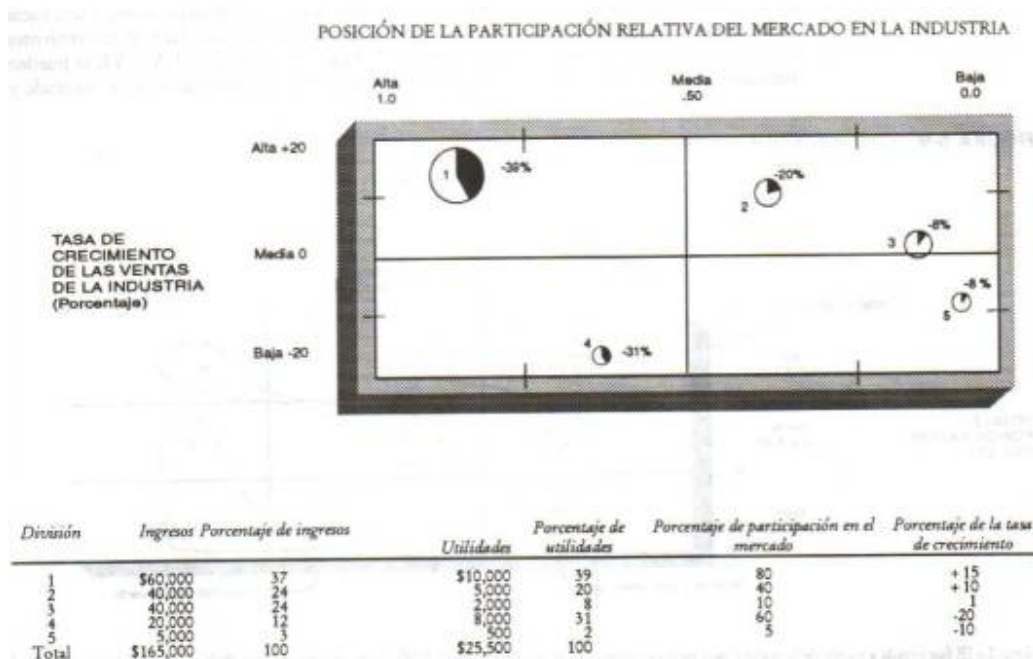 POSICIÓN DE LA PARTICIPACIÓN RELATIVA DEL MERCADO EN LA INDUSTRIA
Alta Media Baja
1.0 .50 0.0
Alta +20
1 -39%
-20%
2
TASA DE
CRECIMIENTO
DE LAS VENTAS
DE LA INDUSTRIA
(Porcentaje)
-8%
3
Media 0
-8 %
5
4 -31%
Baja -20
División Ingresos Porcentaje de ingresos Utilidades Porcentaje de utilidades Porcentaje de participación en el mercado Porcentaje de la tasa de crecimiento
1 $60,000 37 $10,000 39 80 +15
2 40,000 24 5,000 20 40 +10
3 40,000 24 2,000 8 10 1
4 20,000 12 8,000 31 60 -20
5 5,000 3 500 2 5 -10
Total $165,000 100 $25,500 100